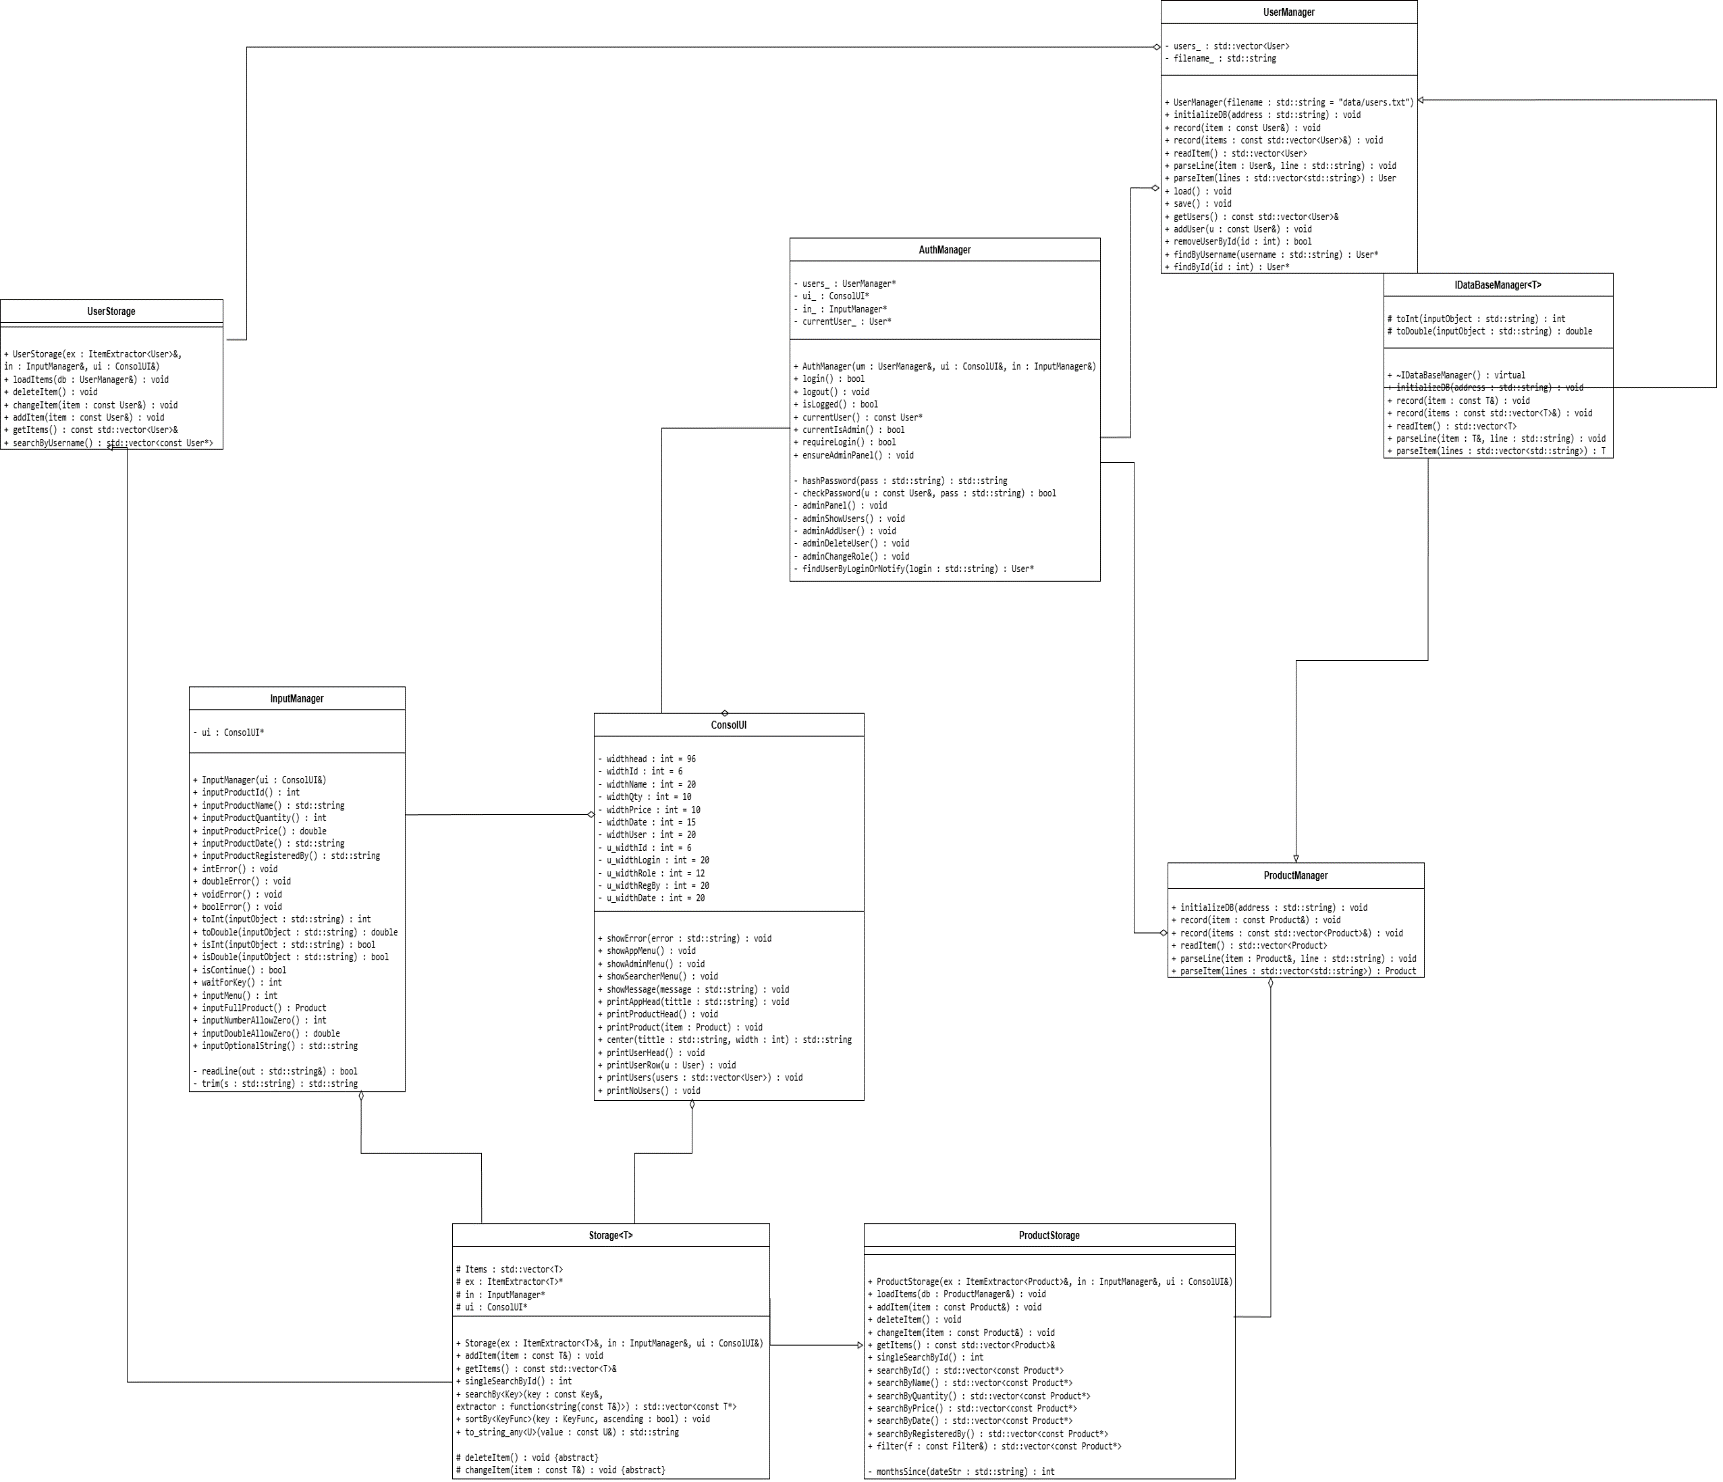 UserManager
- users_ : std::vector<User>
- filename_ : std::string
+ UserManager(filename : std::string = "data/users.txt")
+ initializeDB(address : std::string) : void
+ record(item : const User&) : void
+ record(items : const std::vector<User>&) : void
+ readItem() : std::vector<User>
+ parseLine(item : User&, line : std::string) : void
+ parseItem(lines : std::vector<std::string>) : User
+ load() : void
+ save() : void
+ getUsers() : const std::vector<User>&
+ addUser(u : const User&) : void
+ removeUserById(id : int) : bool
+ findByUsername(username : std::string) : User*
+ findById(id : int) : User*
IDataBaseManager<T>
# toInt(inputObject : std::string) : int
# toDouble(inputObject : std::string) : double
+ ~IDataBaseManager() : virtual
+ initializeDB(address : std::string) : void
+ record(item : const T&) : void
+ record(items : const std::vector<T>&) : void
+ readItem() : std::vector<T>
+ parseLine(item : T&, line : std::string) : void
+ parseItem(lines : std::vector<std::string>) : T
AuthManager
- users_ : UserManager*
- ui_ : ConsolUI*
- in_ : InputManager*
- currentUser_ : User*
+ AuthManager(um : UserManager&, ui : ConsolUI&, in : InputManager&)
+ login() : bool
+ logout() : void
+ isLogged() : bool
+ currentUser() : const User*
+ currentIsAdmin() : bool
+ requireLogin() : bool
+ ensureAdminPanel() : void
- hashPassword(pass : std::string) : std::string
- checkPassword(u : const User&, pass : std::string) : bool
- adminPanel() : void
- adminShowUsers() : void
- adminAddUser() : void
- adminDeleteUser() : void
- adminChangeRole() : void
- findUserByLoginOrNotify(login : std::string) : User*
UserStorage
+ UserStorage(ex : ItemExtractor<User>&,
in : InputManager&, ui : ConsolUI&)
+ loadItems(db : UserManager&) : void
+ deleteItem() : void
+ changeItem(item : const User&) : void
+ addItem(item : const User&) : void
+ getItems() : const std::vector<User>&
+ searchByUsername() : std::vector<const User*>
InputManager
- ui : ConsolUI*
+ InputManager(ui : ConsolUI&)
+ inputProductId() : int
+ inputProductName() : std::string
+ inputProductQuantity() : int
+ inputProductPrice() : double
+ inputProductDate() : std::string
+ inputProductRegisteredBy() : std::string
+ intError() : void
+ doubleError() : void
+ voidError() : void
+ boolError() : void
+ toInt(inputObject : std::string) : int
+ toDouble(inputObject : std::string) : double
+ isInt(inputObject : std::string) : bool
+ isDouble(inputObject : std::string) : bool
+ isContinue() : bool
+ waitForKey() : int
+ inputMenu() : int
+ inputFullProduct() : Product
+ inputNumberAllowZero() : int
+ inputDoubleAllowZero() : double
+ inputOptionalString() : std::string
- readLine(out : std::string&) : bool
- trim(s : std::string) : std::string
ConsolUI
- widthhead : int = 96
- widthId : int = 6
- widthName : int = 20
- widthQty : int = 10
- widthPrice : int = 10
- widthDate : int = 15
- widthUser : int = 20
- u_widthId : int = 6
- u_widthLogin : int = 20
- u_widthRole : int = 12
- u_widthRegBy : int = 20
- u_widthDate : int = 20
+ showError(error : std::string) : void
+ showAppMenu() : void
+ showAdminMenu() : void
+ showSearcherMenu() : void
+ showMessage(message : std::string) : void
+ printAppHead(tittle : std::string) : void
+ printProductHead() : void
+ printProduct(item : Product) : void
+ center(tittle : std::string, width : int) : std::string
+ printUserHead() : void
+ printUserRow(u : User) : void
+ printUsers(users : std::vector<User>) : void
+ printNoUsers() : void
ProductManager
+ initializeDB(address : std::string) : void
+ record(item : const Product&) : void
+ record(items : const std::vector<Product>&) : void
+ readItem() : std::vector<Product>
+ parseLine(item : Product&, line : std::string) : void
+ parseItem(lines : std::vector<std::string>) : Product
Storage<T>
# Items : std::vector<T>
# ex : ItemExtractor<T>*
# in : InputManager*
# ui : ConsolUI*
+ Storage(ex : ItemExtractor<T>&, in : InputManager&, ui : ConsolUI&)
+ addItem(item : const T&) : void
+ getItems() : const std::vector<T>&
+ singleSearchById() : int
+ searchBy<Key>(key : const Key&,
extractor : function<string(const T&)>) : std::vector<const T*>
+ sortBy<KeyFunc>(key : KeyFunc, ascending : bool) : void
+ to_string_any<U>(value : const U&) : std::string
# deleteItem() : void {abstract}
# changeItem(item : const T&) : void {abstract}
ProductStorage
+ ProductStorage(ex : ItemExtractor<Product>&, in : InputManager&, ui : ConsolUI&)
+ loadItems(db : ProductManager&) : void
+ addItem(item : const Product&) : void
+ deleteItem() : void
+ changeItem(item : const Product&) : void
+ getItems() : const std::vector<Product>&
+ singleSearchById() : int
+ searchById() : std::vector<const Product*>
+ searchByName() : std::vector<const Product*>
+ searchByQuantity() : std::vector<const Product*>
+ searchByPrice() : std::vector<const Product*>
+ searchByDate() : std::vector<const Product*>
+ searchByRegisteredBy() : std::vector<const Product*>
+ filter(f : const Filter&) : std::vector<const Product*>
- monthsSince(dateStr : std::string) : int